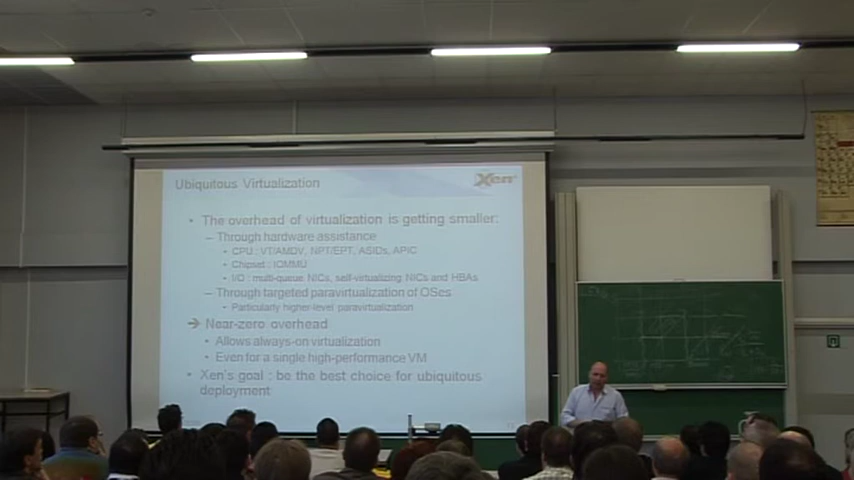 Ubiquitous Virtualization
Xen
• The overhead of virtualization is getting smaller:
– Through hardware assistance
• CPU : VT/AMDV, NPT/EPT, ASIDs, APIC
• Chipset : IOMMU
• I/O : multi-queue NICs, self-virtualizing NICs and HBAs
– Through targeted paravirtualization of OSes
• Particularly higher-level paravirtualization
➔ Near-zero overhead
• Allows always-on virtualization
• Even for a single high-performance VM
• Xen's goal : be the best choice for ubiquitous
deployment